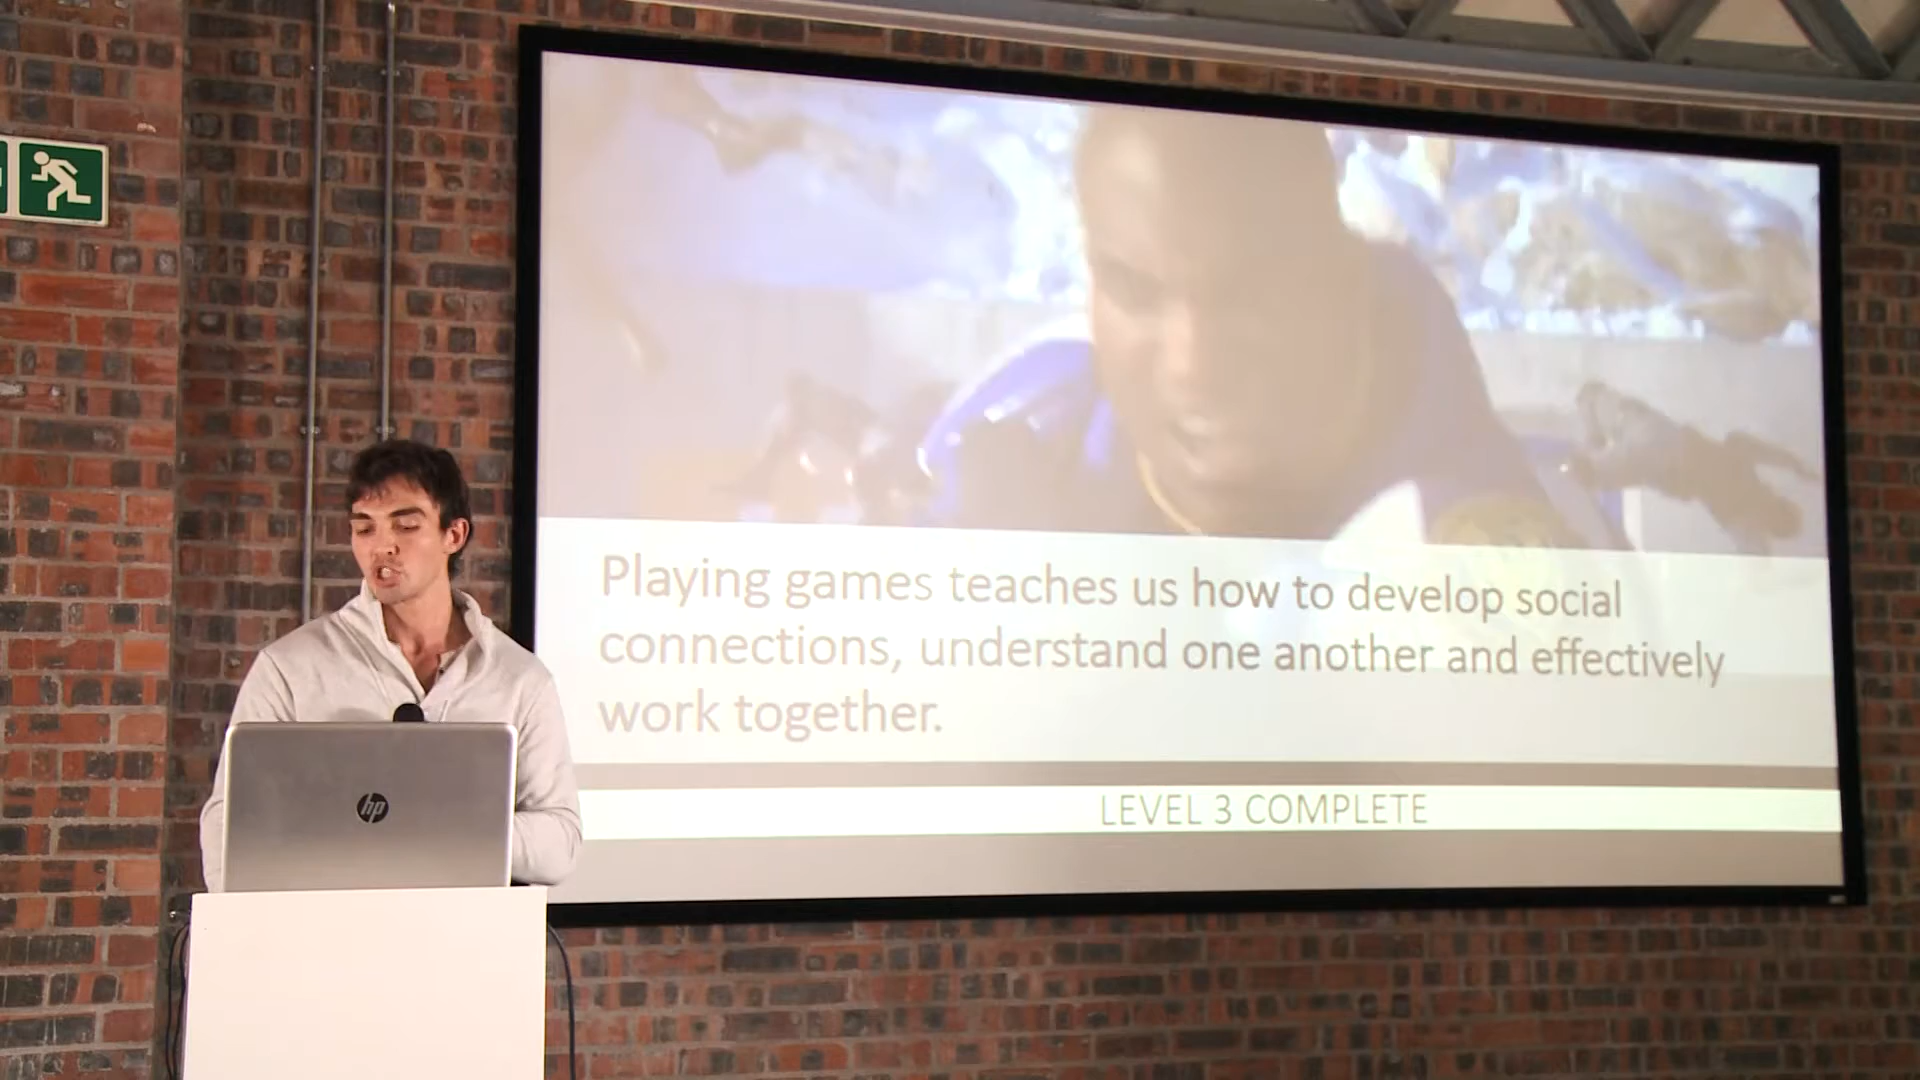 Playing games teaches us how to develop social
connections, understand one another and effectively
work together.
LEVEL 3 COMPLETE
hp